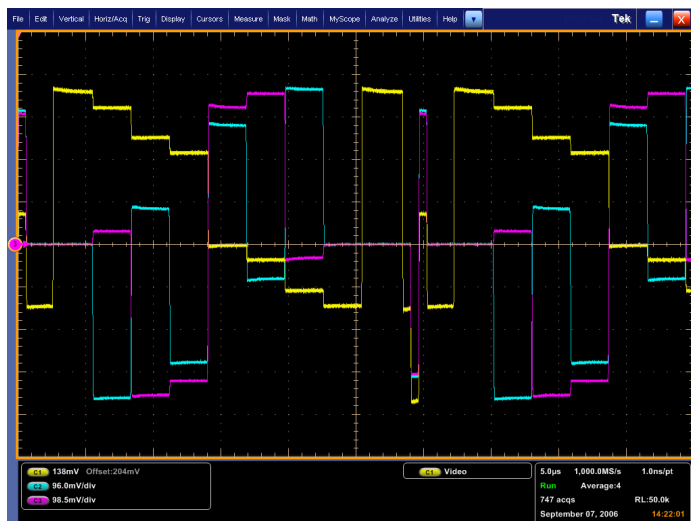 File Edit Vertical Horiz/Acq Trig Display Cursors Measure Mask Math MyScope Analyze Utilities Help Tek X
C1 138mV Offset:204mV
C2 96.0mV/div
C3 98.5mV/div
C1 Video
5.0µs 1,000.0MS/s 1.0ns/pt
Run Average:4
747 acqs RL:50.0k
September 07, 2006 14:22:01